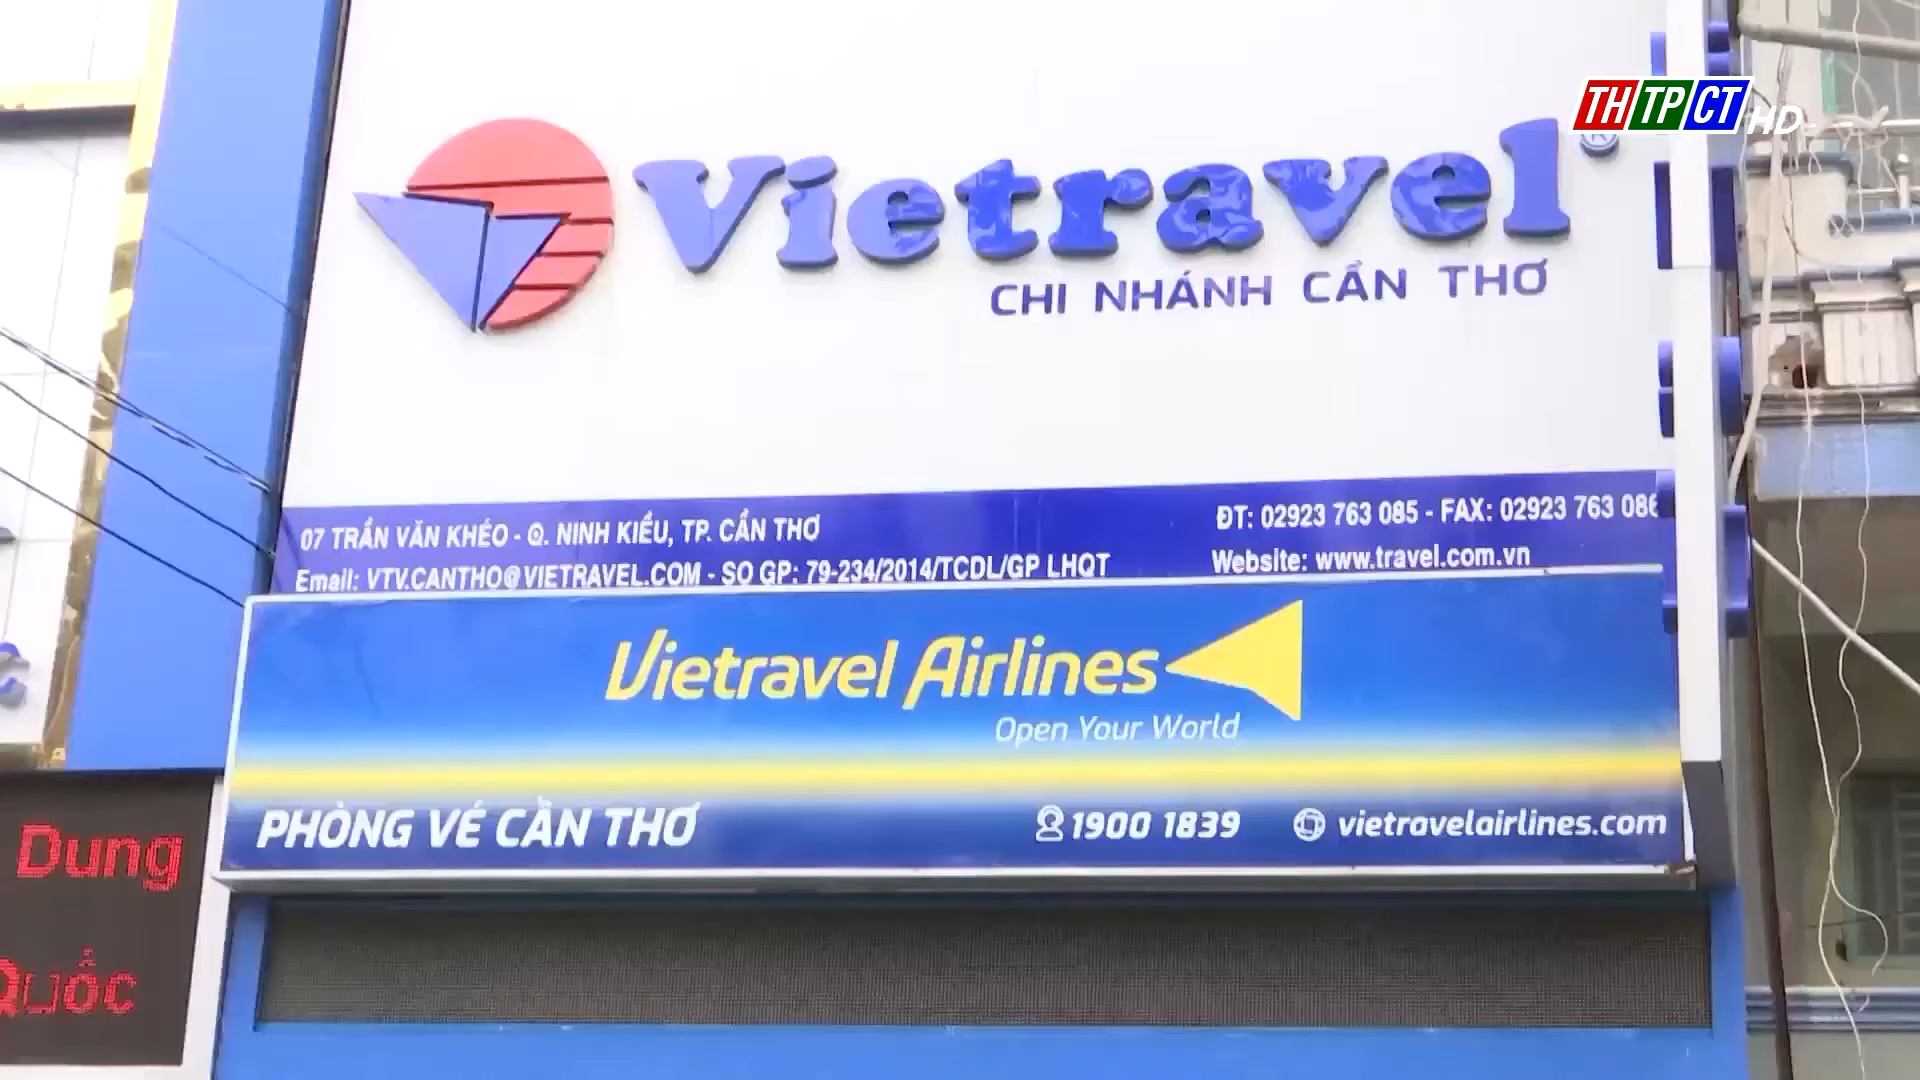 THTPCT HD
Vietravel®
CHI NHÁNH CẦN THƠ
07 TRẦN VĂN KHÉO - Q. NINH KIỀU, TP. CẦN THƠ
ĐT: 02923 763 085 - FAX: 02923 763 086
Email: VTV.CANTHO@VIETRAVEL.COM - SO GP: 79-234/2014/TCDL/GP LHQT
Website: www.travel.com.vn
Vietravel Airlines
Open Your World
PHÒNG VÉ CẦN THƠ
1900 1839
vietravelairlines.com
Dung
Quốc